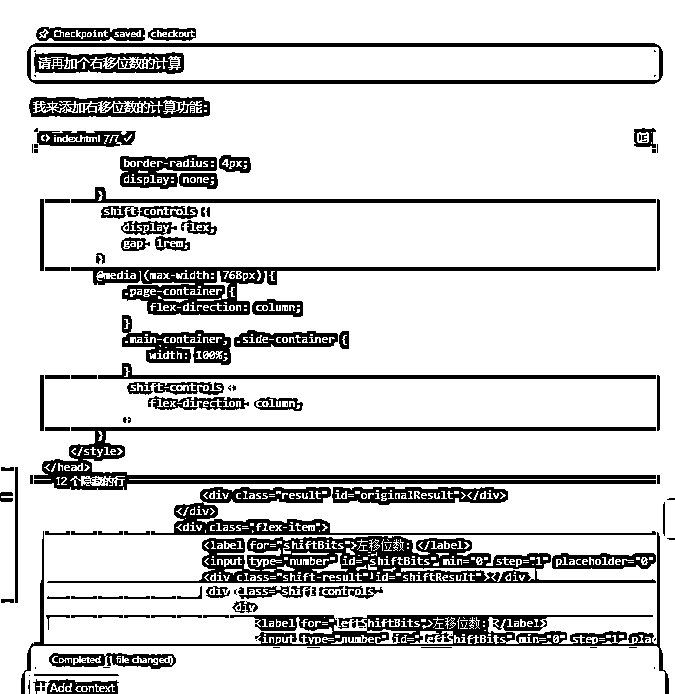 Checkpoint saved. checkout
请再加个右移位数的计算
我来添加右移位数的计算功能:
<> index.html 7/7 ✓
border-radius: 4px;
display: none;
}
.shift-controls {
display: flex;
gap: 1rem;
}
@media (max-width: 768px) {
.page-container {
flex-direction: column;
}
.main-container, .side-container {
width: 100%;
}
.shift-controls {
flex-direction: column;
}
}
</style>
</head>
12 个隐藏的行
<div class="result" id="originalResult"></div>
</div>
<div class="flex-item">
<label for="shiftBits">左移位数: </label>
<input type="number" id="shiftBits" min="0" step="1" placeholder="0"
<div class="shift-result" id="shiftResult"></div>
<div class="shift-controls"
<div
<label for="leftShiftBits">左移位数: </label>
<input type="number" id="leftShiftBits" min="0" step="1" plac
Completed (1 file changed)
Add context